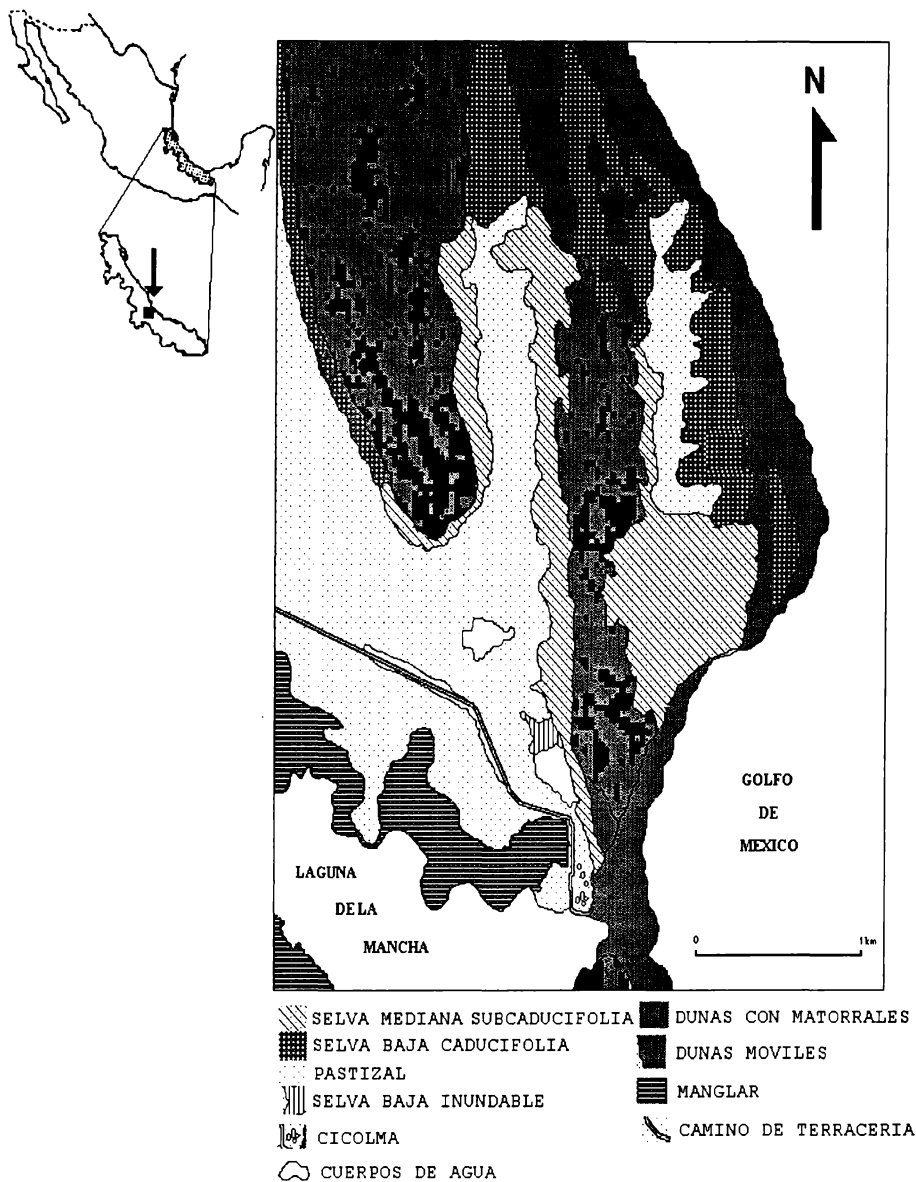 N
GOLFO
DE
MEXICO
LAGUNA
DE LA
MANCHA
0 1km
SELVA MEDIANA SUBCADUCIFOLIA
SELVA BAJA CADUCIFOLIA
PASTIZAL
SELVA BAJA INUNDABLE
CICOLMA
CUERPOS DE AGUA
DUNAS CON MATORRALES
DUNAS MOVILES
MANGLAR
CAMINO DE TERRACERIA